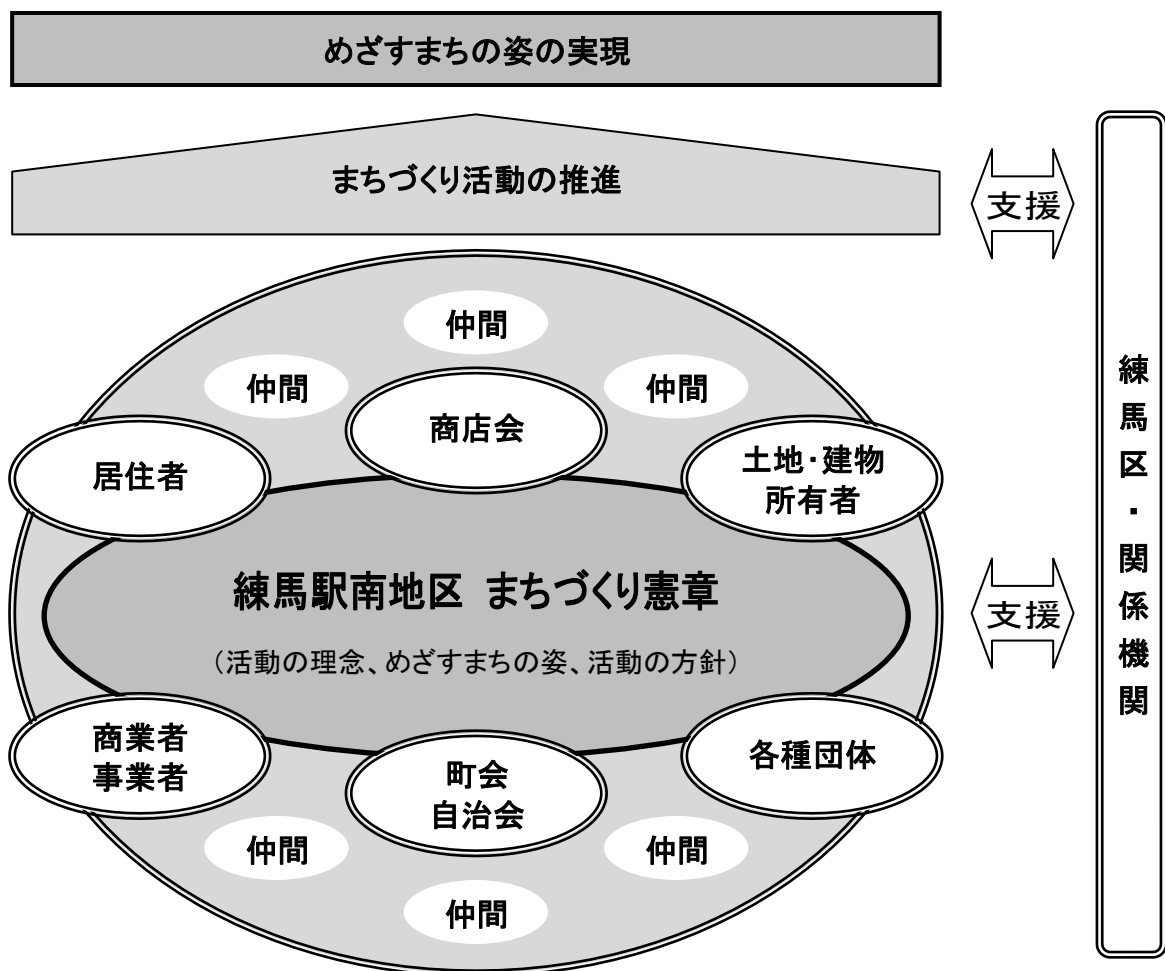 めざすまちの姿の実現
まちづくり活動の推進
支援
仲間
仲間
仲間
商店会
居住者
土地・建物
所有者
練馬駅南地区 まちづくり憲章
（活動の理念、めざすまちの姿、活動の方針）
支援
商業者
事業者
町会
自治会
各種団体
仲間
仲間
仲間
練馬区・関係機関